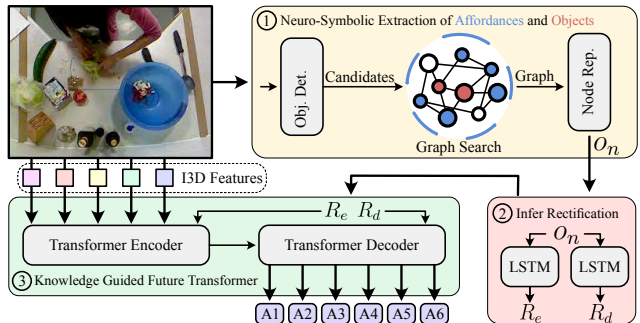 1 Neuro-Symbolic Extraction of Affordances and Objects
Obj. Det.
Candidates
Graph
Node Rep.
Graph Search
O_n
I3D Features
R_e R_d
Transformer Encoder
Transformer Decoder
3 Knowledge Guided Future Transformer
A1 A2 A3 A4 A5 A6
2 Infer Rectification
O_n
LSTM LSTM
R_e R_d